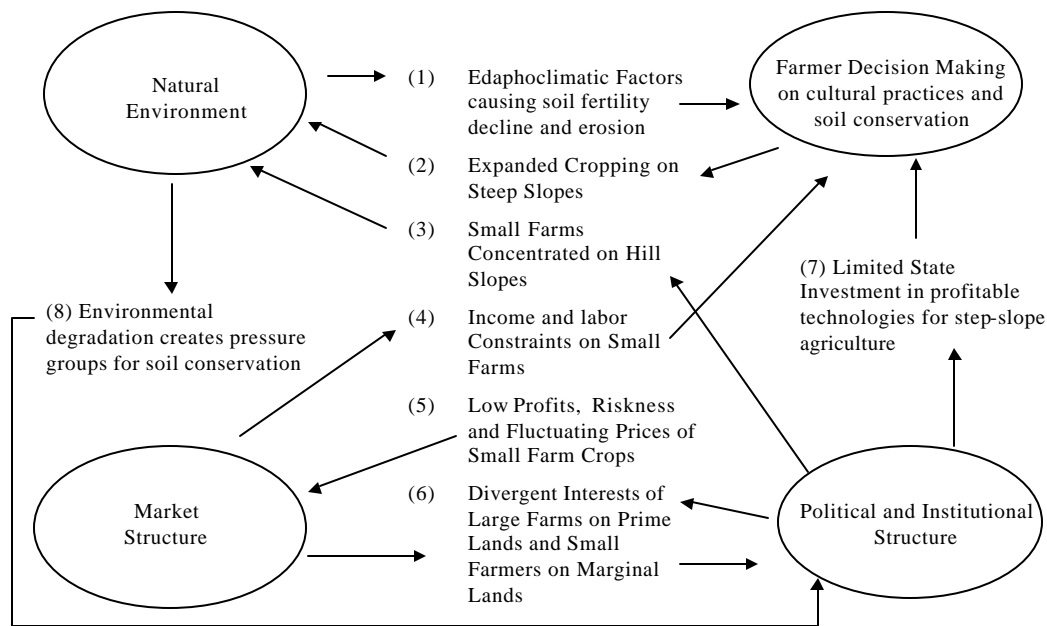 Natural
Environment
(1) Edaphoclimatic Factors
causing soil fertility
decline and erosion
Farmer Decision Making
on cultural practices and
soil conservation
(2) Expanded Cropping on
Steep Slopes
(3) Small Farms
Concentrated on Hill
Slopes
(7) Limited State
Investment in profitable
technologies for step-slope
agriculture
(8) Environmental
degradation creates pressure
groups for soil conservation
(4) Income and labor
Constraints on Small
Farms
(5) Low Profits, Riskness
and Fluctuating Prices of
Small Farm Crops
(6) Divergent Interests of
Large Farms on Prime
Lands and Small
Farmers on Marginal
Lands
Market
Structure
Political and Institutional
Structure